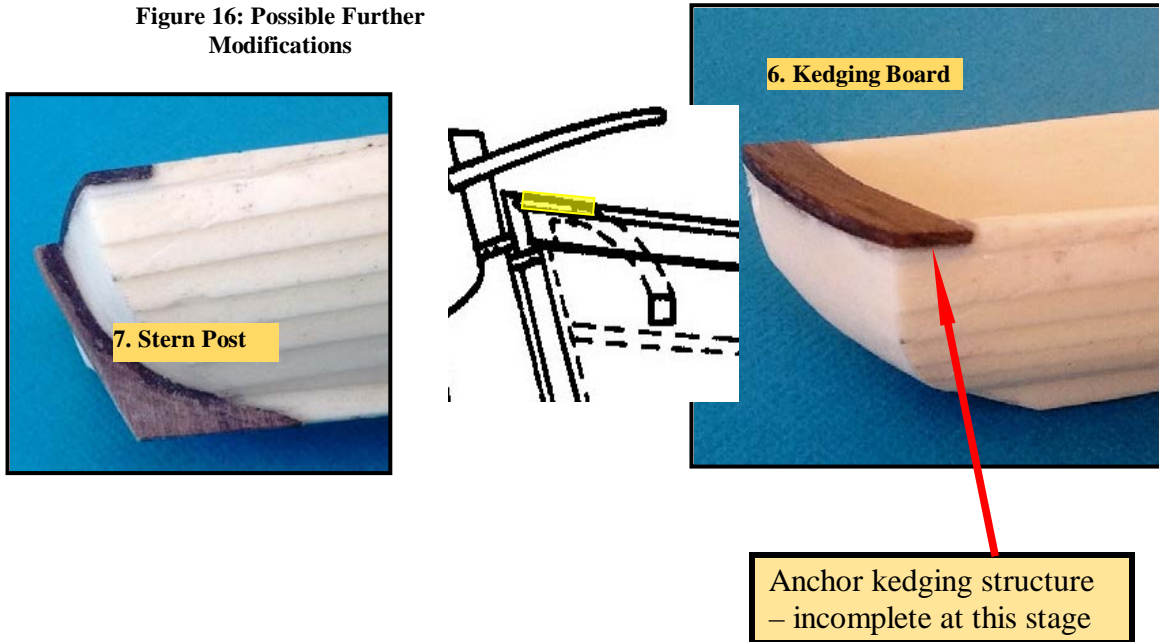 Figure 16: Possible Further
Modifications
6. Kedging Board
7. Stern Post
Anchor kedging structure
– incomplete at this stage